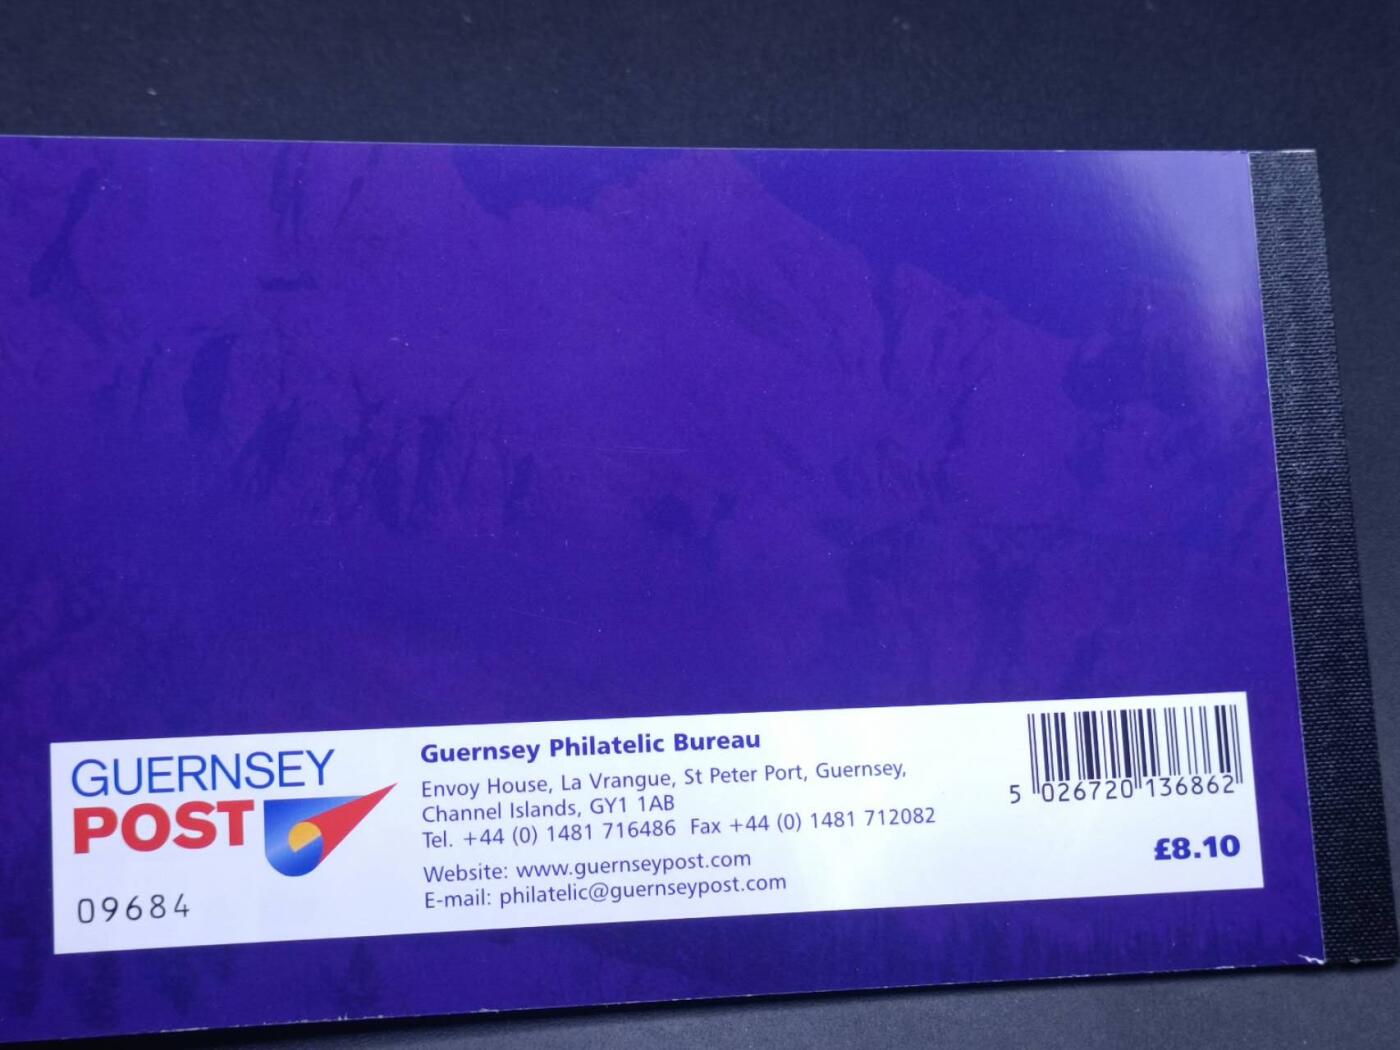 GUERNSEY
POST
09684
Guernsey Philatelic Bureau
Envoy House, La Vrangue, St Peter Port, Guernsey,
Channel Islands, GY1 1AB
Tel. +44 (0) 1481 716486 Fax +44 (0) 1481 712082
Website: www.guernseypost.com
E-mail: philatelic@guernseypost.com
5 026720 136862
£8.10